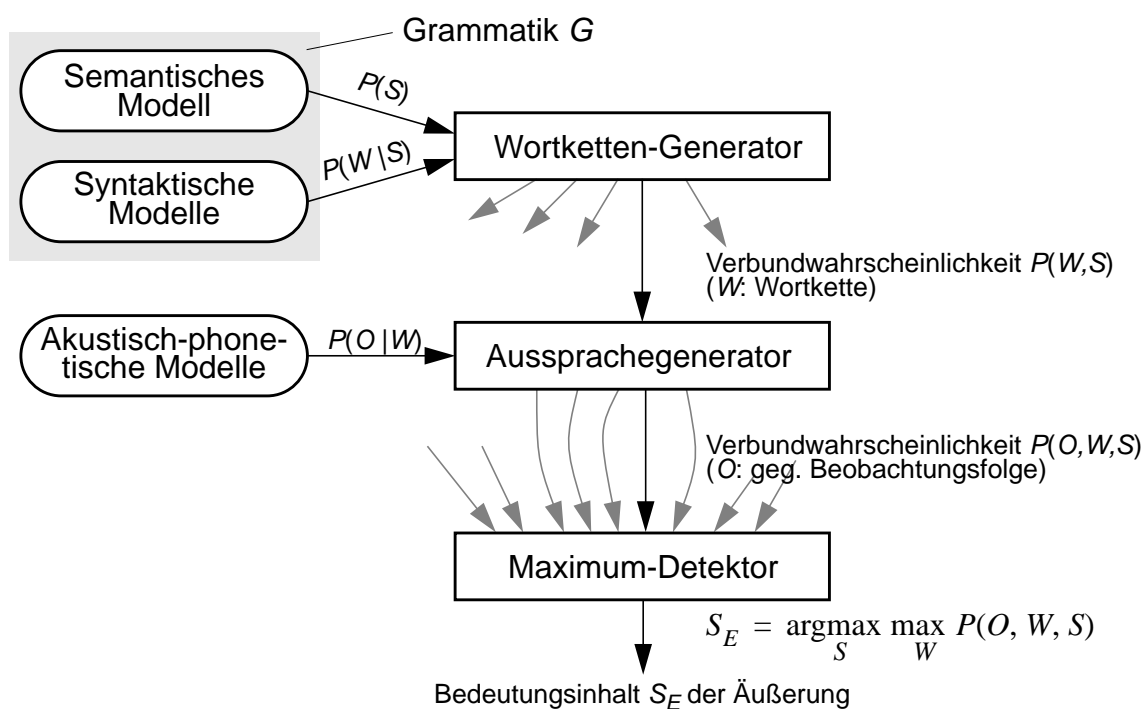 Grammatik G
Semantisches
Modell
P(S)
Wortketten-Generator
P(W|S)
Syntaktische
Modelle
Verbundwahrscheinlichkeit P(W,S)
(W: Wortkette)
Akustisch-phone-
tische Modelle
P(O|W)
Aussprachegenerator
Verbundwahrscheinlichkeit P(O,W,S)
(O: geg. Beobachtungsfolge)
Maximum-Detektor
S_E = argmax max P(O, W, S)
S W
Bedeutungsinhalt S_E der Äußerung